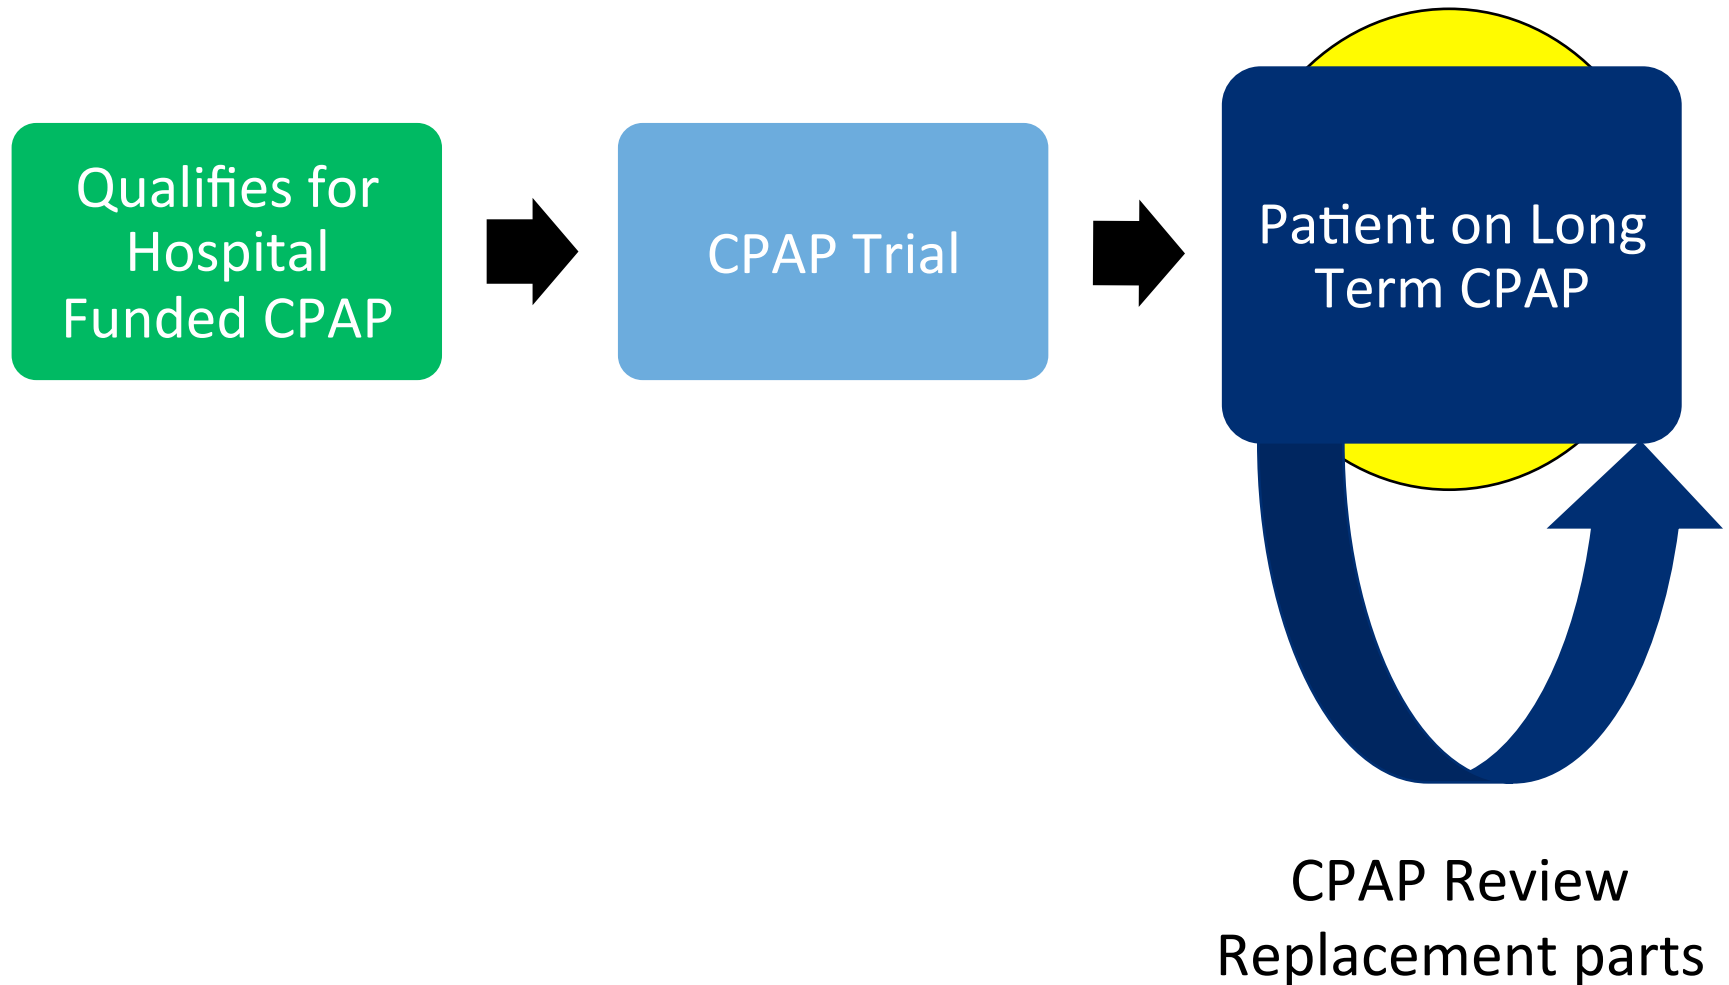 Qualifies for
Hospital
Funded CPAP
CPAP Trial
Patient on Long
Term CPAP
CPAP Review
Replacement parts